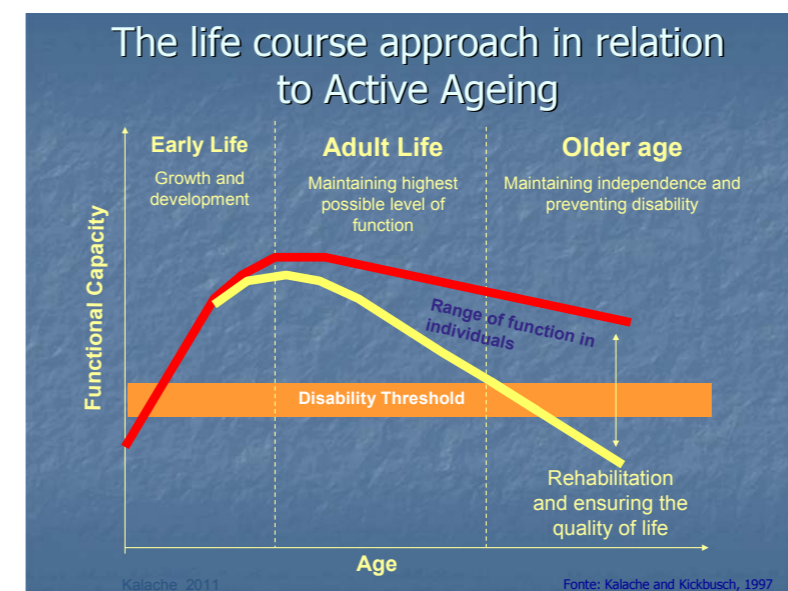 The life course approach in relation
to Active Ageing
Early Life
Growth and
development
Adult Life
Maintaining highest
possible level of
function
Older age
Maintaining independence and
preventing disability
Functional Capacity
Range of function in
individuals
Disability Threshold
Rehabilitation
and ensuring the
quality of life
Age
Kalache 2011
Fonte: Kalache and Kickbusch, 1997